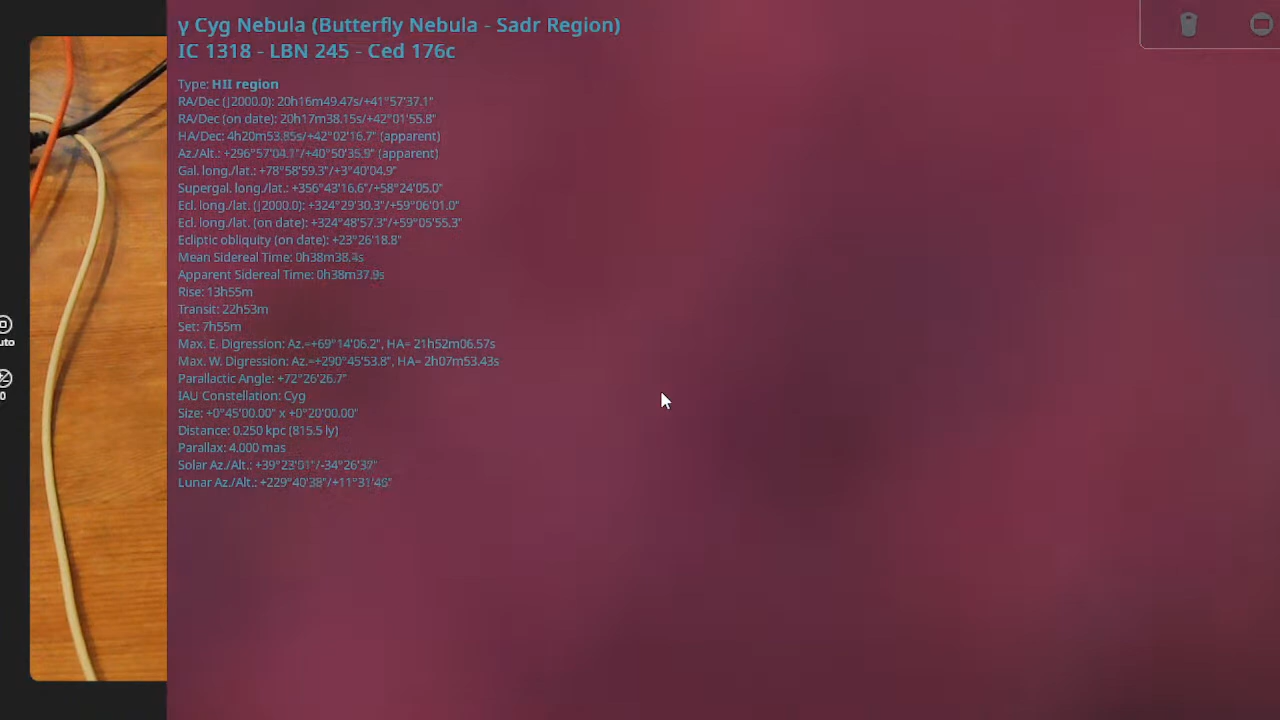 γ Cyg Nebula (Butterfly Nebula - Sadr Region)
IC 1318 - LBN 245 - Ced 176c
Type: HII region
RA/Dec (J2000.0): 20h16m49.47s/+41°57'37.1"
RA/Dec (on date): 20h17m38.15s/+42°01'55.8"
HA/Dec: 4h20m53.85s/+42°02'16.7" (apparent)
Az./Alt.: +296°57'04.1"/+40°50'35.9" (apparent)
Gal. long./lat.: +78°58'59.3"/+3°40'04.9"
Supergal. long./lat.: +356°43'16.6"/+58°24'05.0"
Ecl. long./lat. (J2000.0): +324°29'30.3"/+59°06'01.0"
Ecl. long./lat. (on date): +324°48'57.3"/+59°05'55.3"
Ecliptic obliquity (on date): +23°26'18.8"
Mean Sidereal Time: 0h38m38.4s
Apparent Sidereal Time: 0h38m37.9s
Rise: 13h55m
Transit: 22h53m
Set: 7h55m
Max. E. Digression: Az.=+69°14'06.2", HA= 21h52m06.57s
Max. W. Digression: Az.=+290°45'53.8", HA= 2h07m53.43s
Parallactic Angle: +72°26'26.7"
IAU Constellation: Cyg
Size: +0°45'00.00" x +0°20'00.00"
Distance: 0.250 kpc (815.5 ly)
Parallax: 4.000 mas
Solar Az./Alt.: +39°23'01"/-34°26'37"
Lunar Az./Alt.: +229°40'38"/+11°31'46"
uto
0